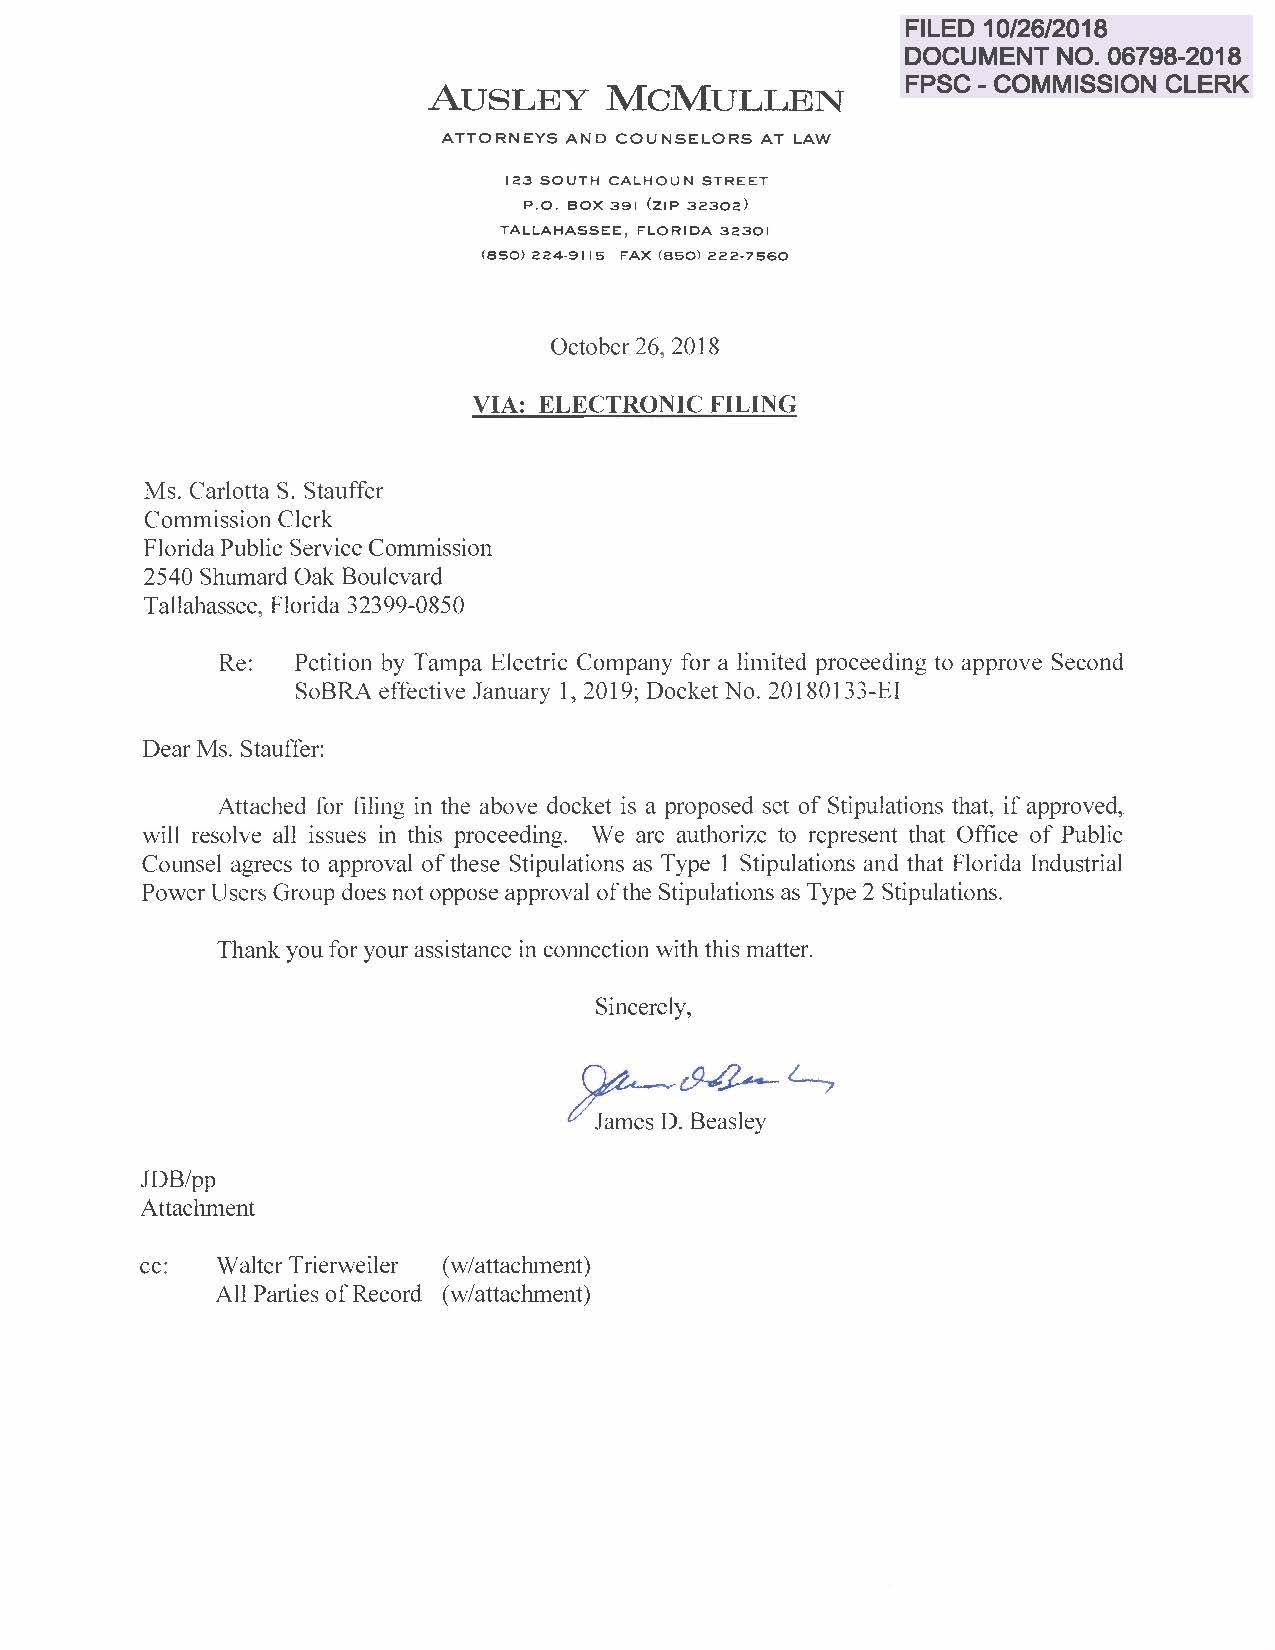 FILED 10/26/2018
DOCUMENT NO. 06798-2018
FPSC - COMMISSION CLERK
AUSLEY MCMULLEN
ATTORNEYS AND COUNSELORS AT LAW
123 SOUTH CALHOUN STREET
P.O. BOX 391 (ZIP 32302)
TALLAHASSEE, FLORIDA 32301
(850) 224-9115 FAX (850) 222-7560
October 26, 2018
VIA: ELECTRONIC FILING
Ms. Carlotta S. Stauffer
Commission Clerk
Florida Public Service Commission
2540 Shumard Oak Boulevard
Tallahassee, Florida 32399-0850
Re: Petition by Tampa Electric Company for a limited proceeding to approve Second
SoBRA effective January 1, 2019; Docket No. 20180133-EI
Dear Ms. Stauffer:
Attached for filing in the above docket is a proposed set of Stipulations that, if approved,
will resolve all issues in this proceeding. We are authorize to represent that Office of Public
Counsel agrees to approval of these Stipulations as Type 1 Stipulations and that Florida Industrial
Power Users Group does not oppose approval of the Stipulations as Type 2 Stipulations.
Thank you for your assistance in connection with this matter.
Sincerely,
James D. Beasley
JDB/pp
Attachment
cc: Walter Trierweiler (w/attachment)
All Parties of Record (w/attachment)